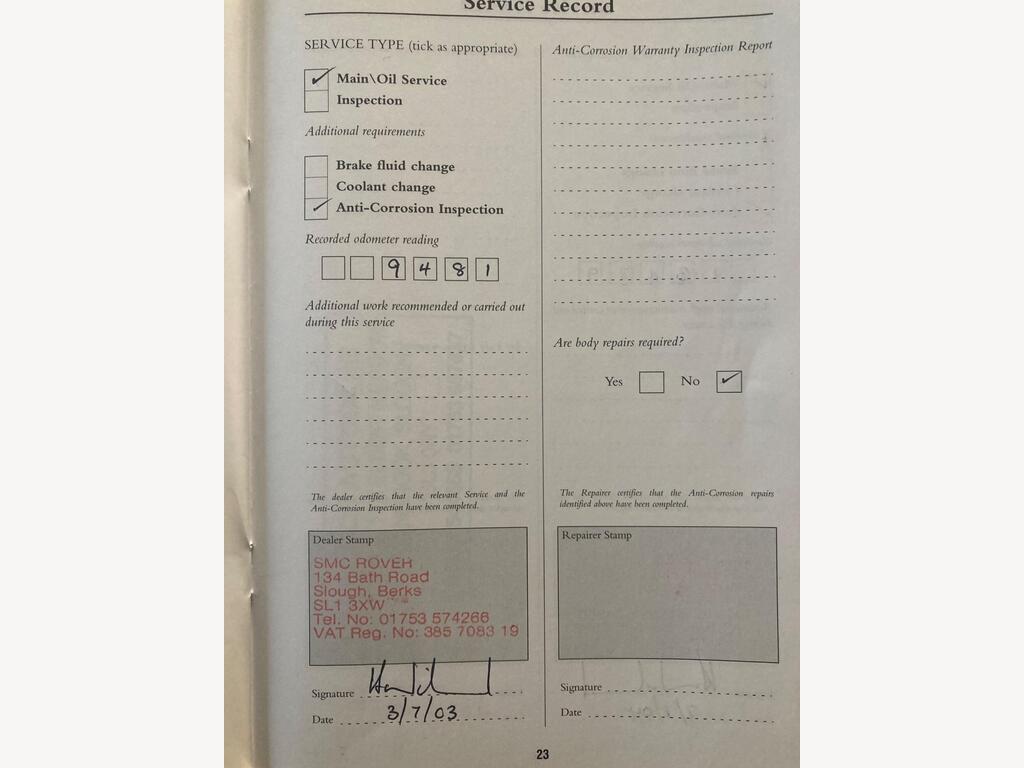 Service Record
SERVICE TYPE (tick as appropriate)
Main\Oil Service
Inspection
Additional requirements
Brake fluid change
Coolant change
Anti-Corrosion Inspection
Recorded odometer reading
9 4 8 1
Additional work recommended or carried out
during this service
The dealer certifies that the relevant Service and the
Anti-Corrosion Inspection have been completed.
Dealer Stamp
SMC ROVER
134 Bath Road
Slough, Berks
SL1 3XW
Tel. No: 01753 574266
VAT Reg. No: 385 7083 19
Signature
Date 3/7/03
Anti-Corrosion Warranty Inspection Report
Are body repairs required?
Yes No
The Repairer certifies that the Anti-Corrosion repairs
identified above have been completed.
Repairer Stamp
Signature
Date
23